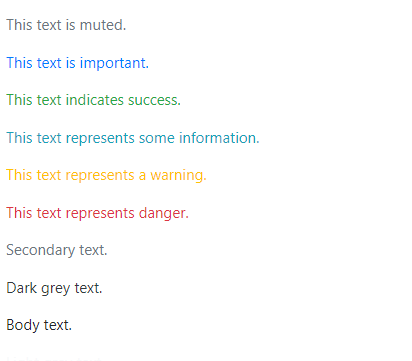 This text is muted.
This text is important.
This text indicates success.
This text represents some information.
This text represents a warning.
This text represents danger.
Secondary text.
Dark grey text.
Body text.